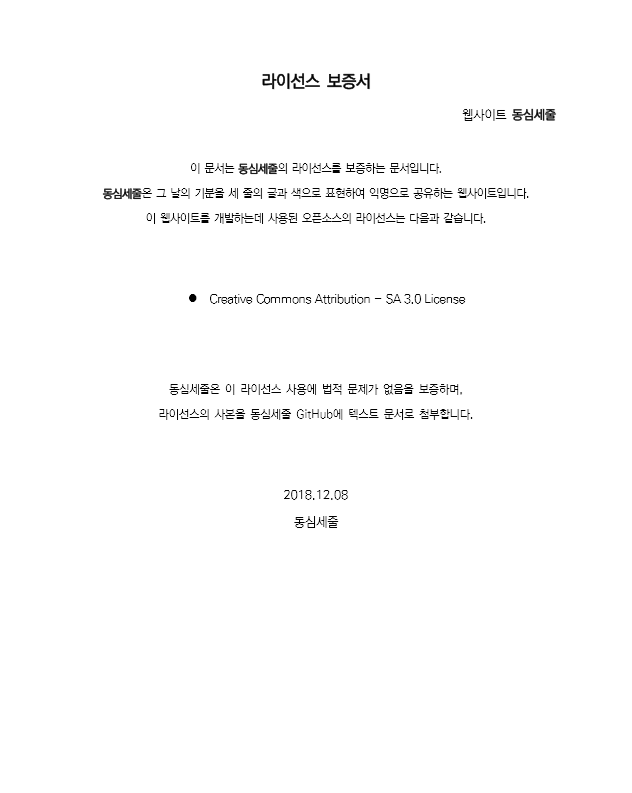 라이선스 보증서
웹사이트 동심세줄
이 문서는 동심세줄의 라이선스를 보증하는 문서입니다.
동심세줄은 그 날의 기분을 세 줄의 글과 색으로 표현하여 익명으로 공유하는 웹사이트입니다.
이 웹사이트를 개발하는데 사용된 오픈소스의 라이선스는 다음과 같습니다.
● Creative Commons Attribution – SA 3.0 License
동심세줄은 이 라이선스 사용에 법적 문제가 없음을 보증하며,
라이선스의 사본을 동심세줄 GitHub에 텍스트 문서로 첨부합니다.
2018.12.08
동심세줄